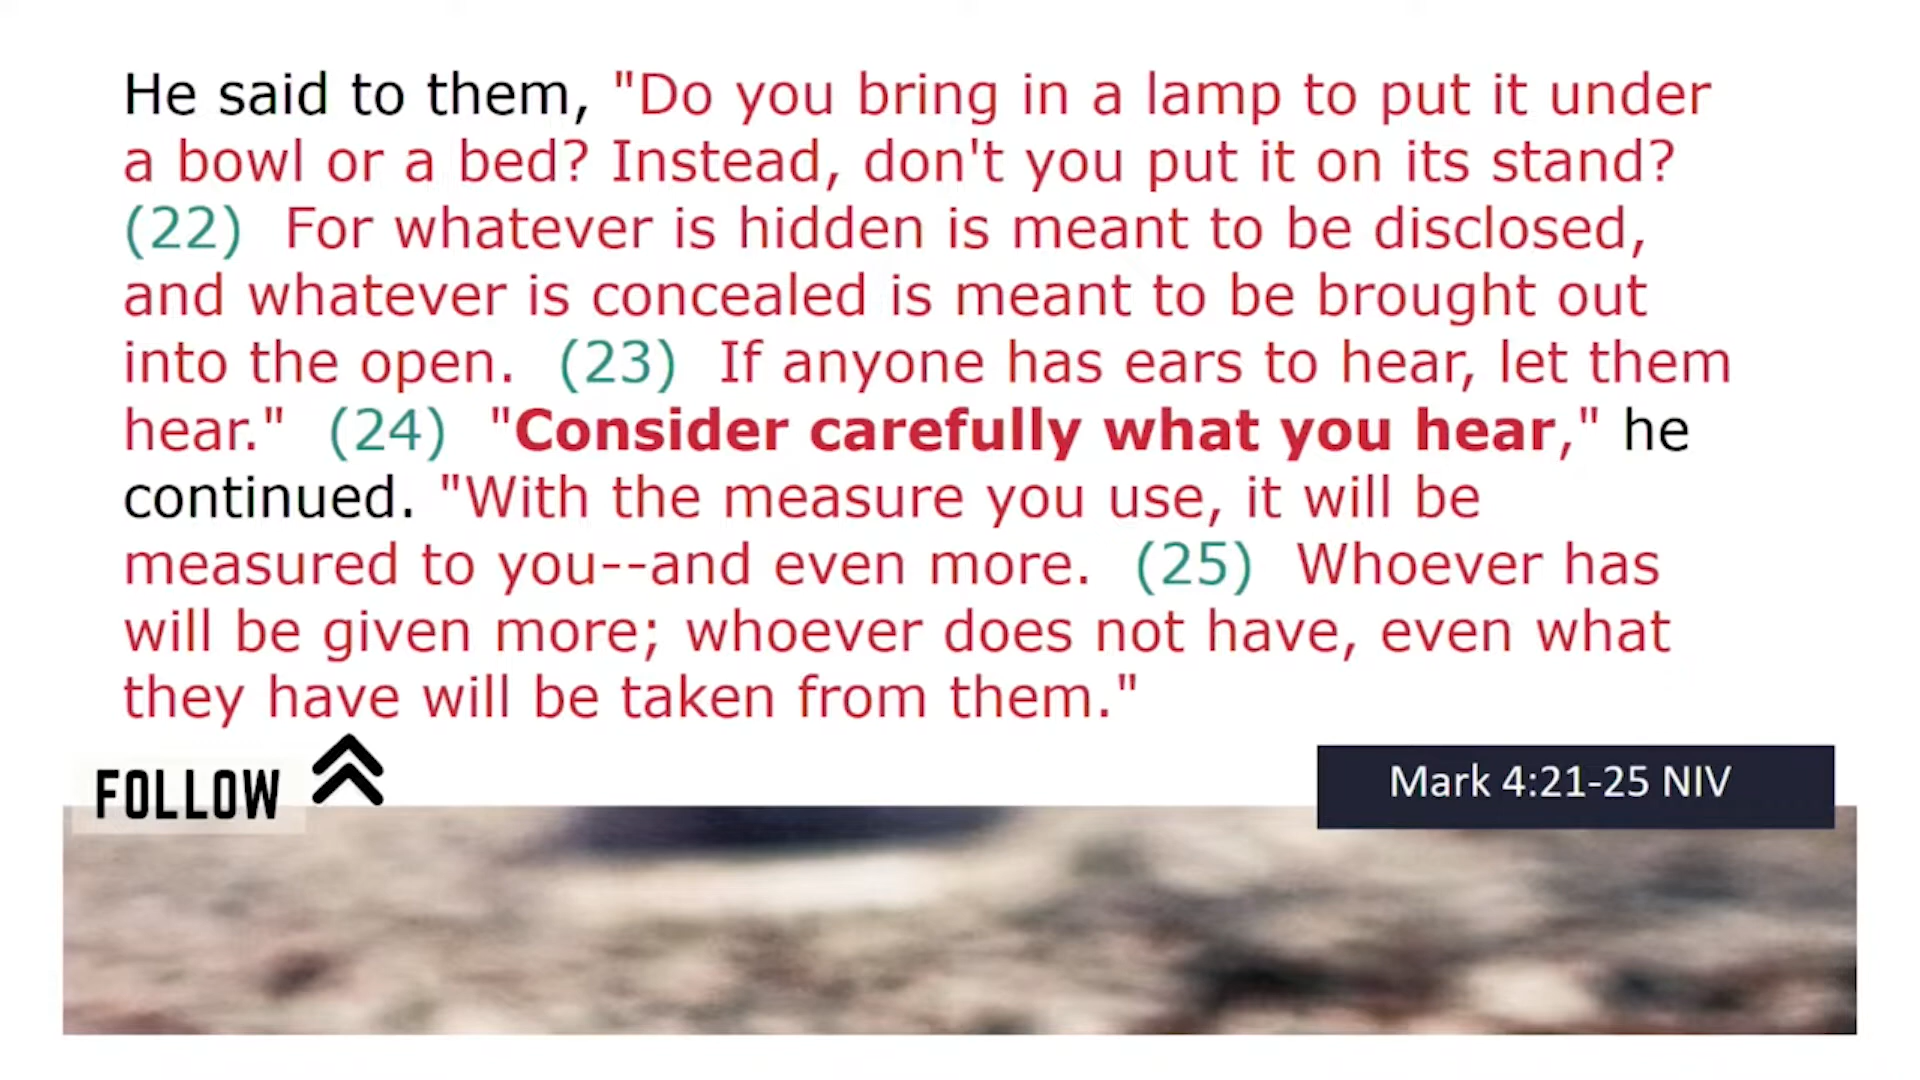 He said to them, "Do you bring in a lamp to put it under
a bowl or a bed? Instead, don't you put it on its stand?
(22) For whatever is hidden is meant to be disclosed,
and whatever is concealed is meant to be brought out
into the open. (23) If anyone has ears to hear, let them
hear." (24) "Consider carefully what you hear," he
continued. "With the measure you use, it will be
measured to you--and even more. (25) Whoever has
will be given more; whoever does not have, even what
they have will be taken from them."
FOLLOW
Mark 4:21-25 NIV